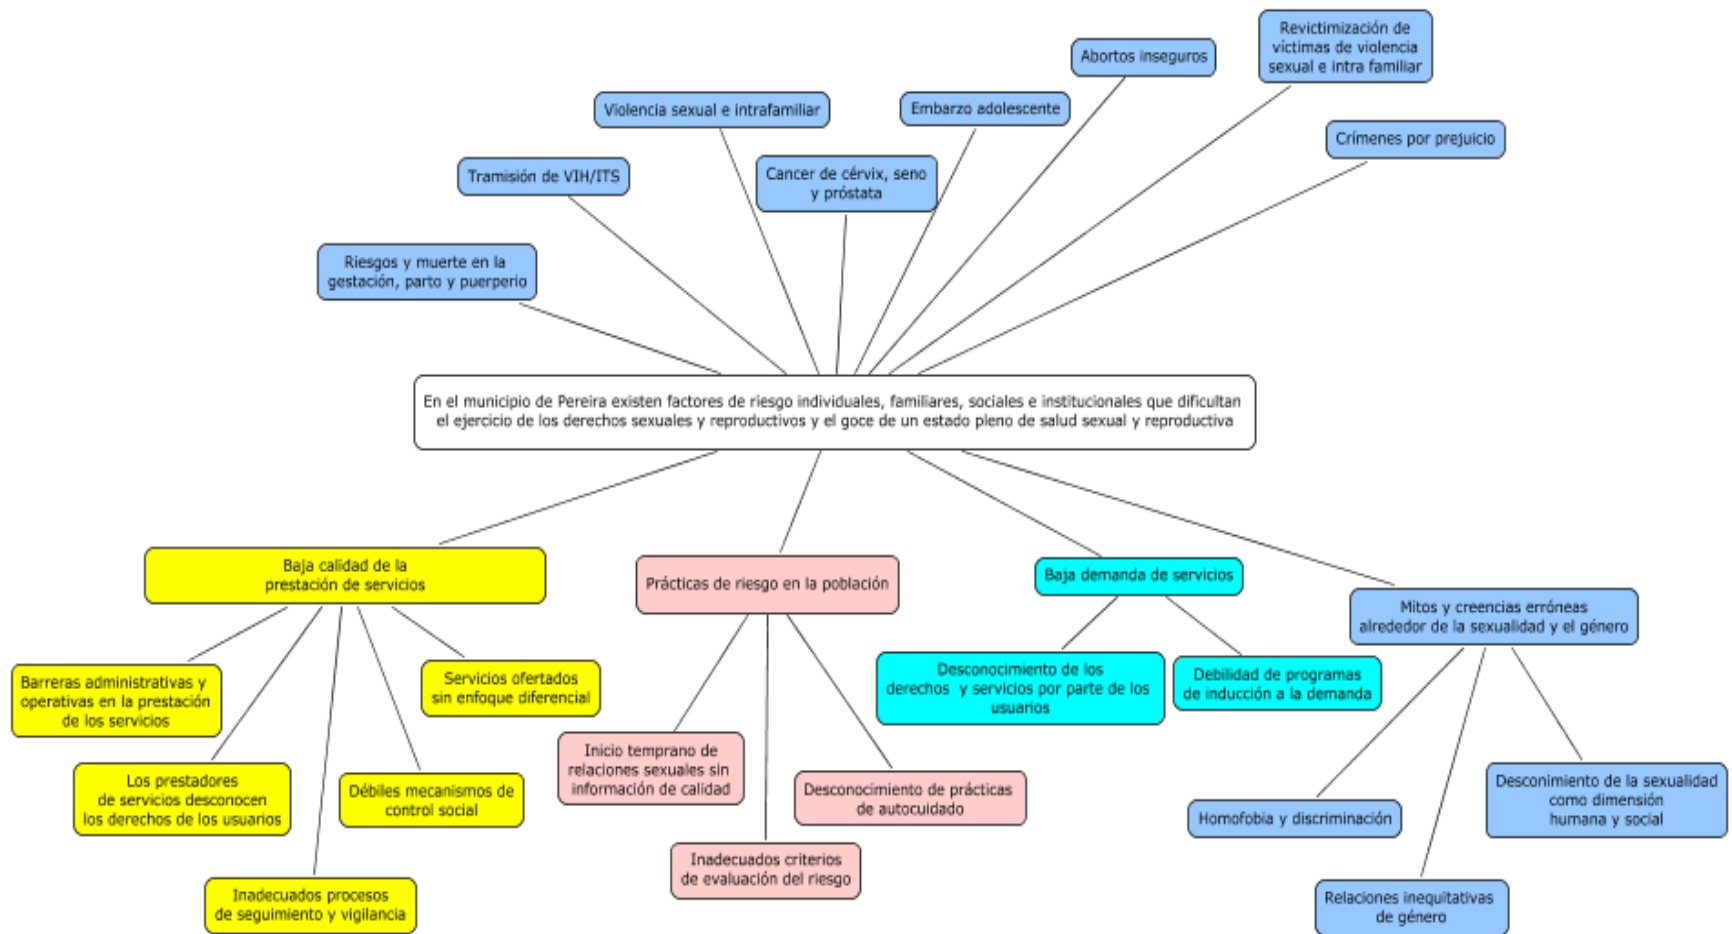 Revictimización de
víctimas de violencia
sexual e intra familiar
Abortos inseguros
Violencia sexual e intrafamiliar
Embarzo adolescente
Crímenes por prejuicio
Tramisión de VIH/ITS
Cancer de cérvix, seno
y próstata
Riesgos y muerte en la
gestación, parto y puerperio
En el municipio de Pereira existen factores de riesgo individuales, familiares, sociales e institucionales que dificultan
el ejercicio de los derechos sexuales y reproductivos y el goce de un estado pleno de salud sexual y reproductiva
Baja calidad de la
prestación de servicios
Prácticas de riesgo en la población
Baja demanda de servicios
Mitos y creencias erróneas
alrededor de la sexualidad y el género
Barreras administrativas y
operativas en la prestación
de los servicios
Servicios ofertados
sin enfoque diferencial
Desconocimiento de los
derechos y servicios por parte de los
usuarios
Debilidad de programas
de inducción a la demanda
Los prestadores
de servicios desconocen
los derechos de los usuarios
Débiles mecanismos de
control social
Inicio temprano de
relaciones sexuales sin
información de calidad
Desconocimiento de prácticas
de autocuidado
Homofobia y discriminación
Desconimiento de la sexualidad
como dimensión
humana y social
Inadecuados procesos
de seguimiento y vigilancia
Inadecuados criterios
de evaluación del riesgo
Relaciones inequitativas
de género